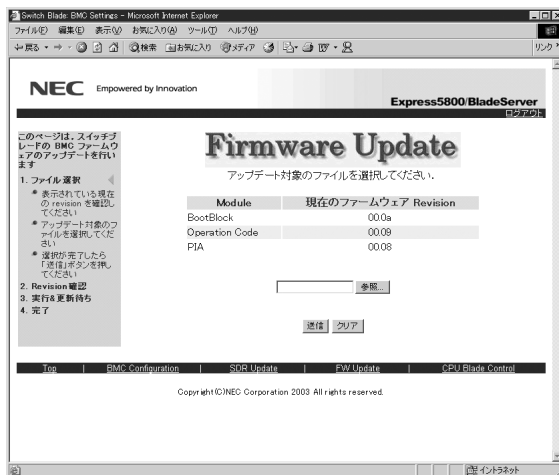 Switch Blade: BMC Settings - Microsoft Internet Explorer
ファイル(F) 編集(E) 表示(V) お気に入り(A) ツール(T) ヘルプ(H)
戻る 検索 お気に入り メディア リンク
NEC Empowered by Innovation
Express5800/BladeServer
ログアウト
このページは、スイッチブ
レードの BMC ファームウ
ェアのアップデートを行い
ます
1. ファイル選択
表示されている現在
の revision を確認し
てください
アップデート対象のフ
ァイルを選択してくだ
さい
選択が完了したら
「送信」ボタンを押し
てください
2. Revision 確認
3. 実行&更新待ち
4. 完了
Firmware Update
アップデート対象のファイルを選択してください.
Module 現在のファームウェア Revision
BootBlock 00.0a
Operation Code 00.09
PIA 00.08
参照...
送信 クリア
Top | BMC Configuration | SDR Update | FW Update | CPU Blade Control
Copyright(C)NEC Corporation 2003 All rights reserved.
イントラネット